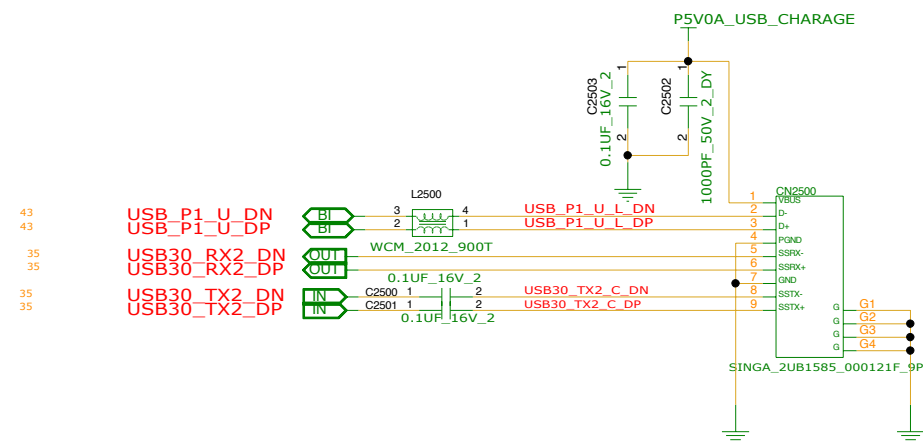 P5V0A_USB_CHARAGE
1
1
C2503
0.1UF_16V_2
C2502
1000PF_50V_2_DY
2
2
L2500
CN2500
43 USB_P1_U_DN BI 3 4 USB_P1_U_L_DN
43 USB_P1_U_DP BI 2 1 USB_P1_U_L_DP
WCM_2012_900T
35 USB30_RX2_DN OUT
35 USB30_RX2_DP OUT
0.1UF_16V_2
35 USB30_TX2_DN IN C2500 1 2 USB30_TX2_C_DN
35 USB30_TX2_DP IN C2501 1 2 USB30_TX2_C_DP
0.1UF_16V_2
1 VBUS
2 D-
3 D+
4 PGND
5 SSRX-
6 SSRX+
7 GND
8 SSTX-
9 SSTX+
G G1
G G2
G G3
G G4
SINGA_2UB1585_000121F_9P